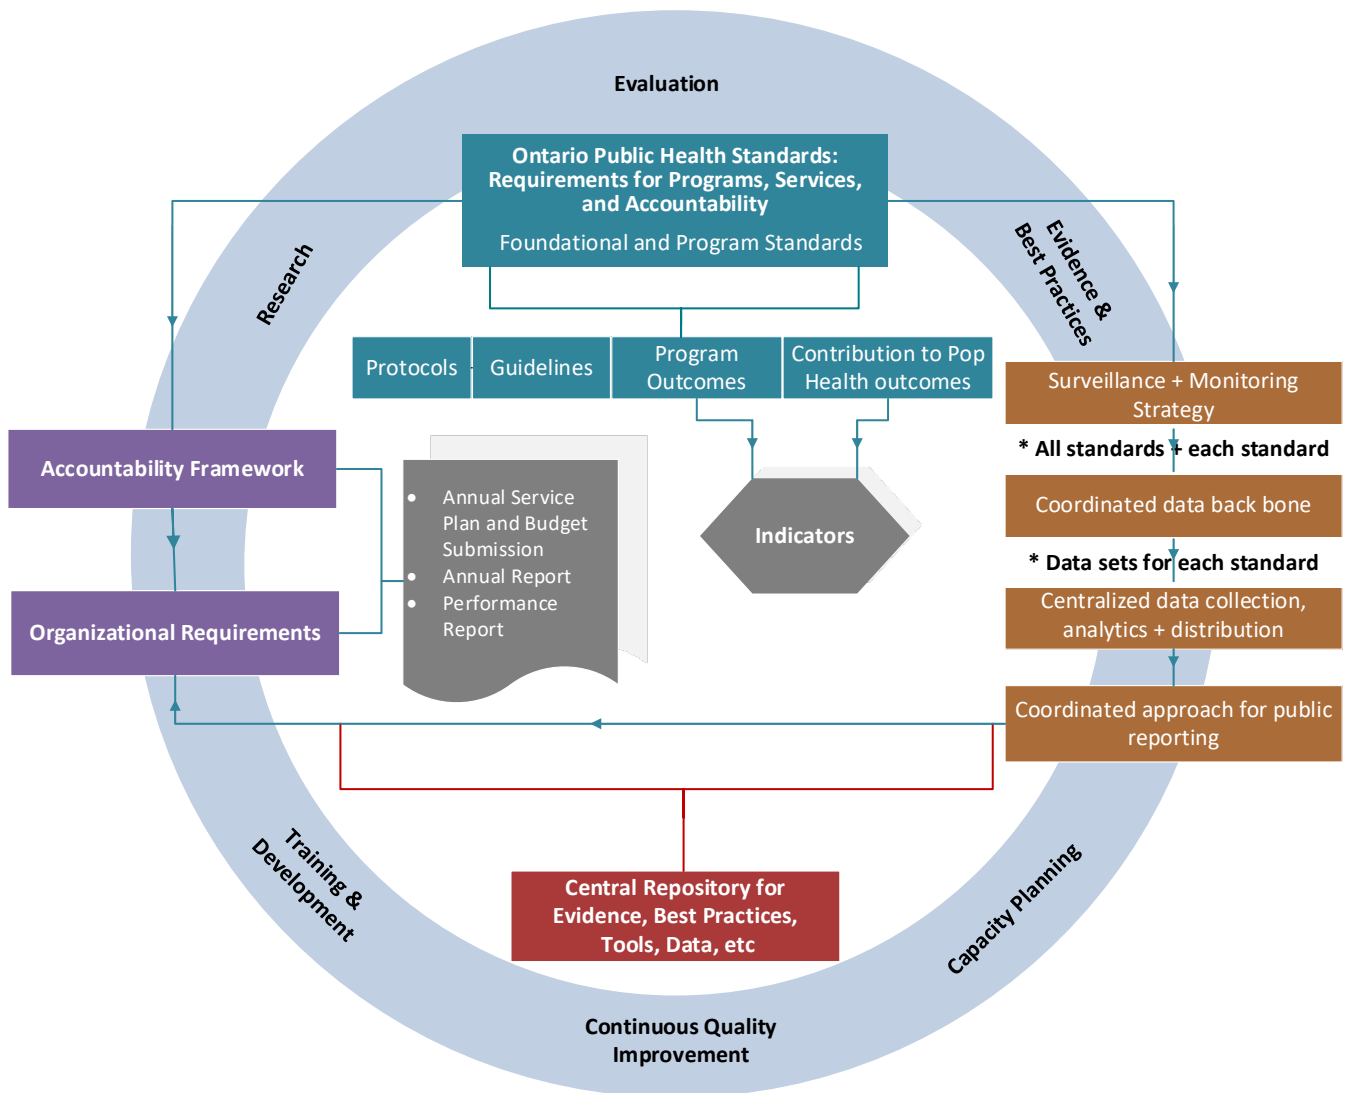 Evaluation
Ontario Public Health Standards:
Requirements for Programs, Services,
and Accountability
Foundational and Program Standards
Research
Evidence &
Best Practices
Protocols
Guidelines
Program
Outcomes
Contribution to Pop
Health outcomes
Surveillance + Monitoring
Strategy
* All standards + each standard
Accountability Framework
• Annual Service
Plan and Budget
Submission
• Annual Report
• Performance
Report
Indicators
Coordinated data back bone
* Data sets for each standard
Organizational Requirements
Centralized data collection,
analytics + distribution
Coordinated approach for public
reporting
Training &
Development
Central Repository for
Evidence, Best Practices,
Tools, Data, etc
Capacity Planning
Continuous Quality
Improvement